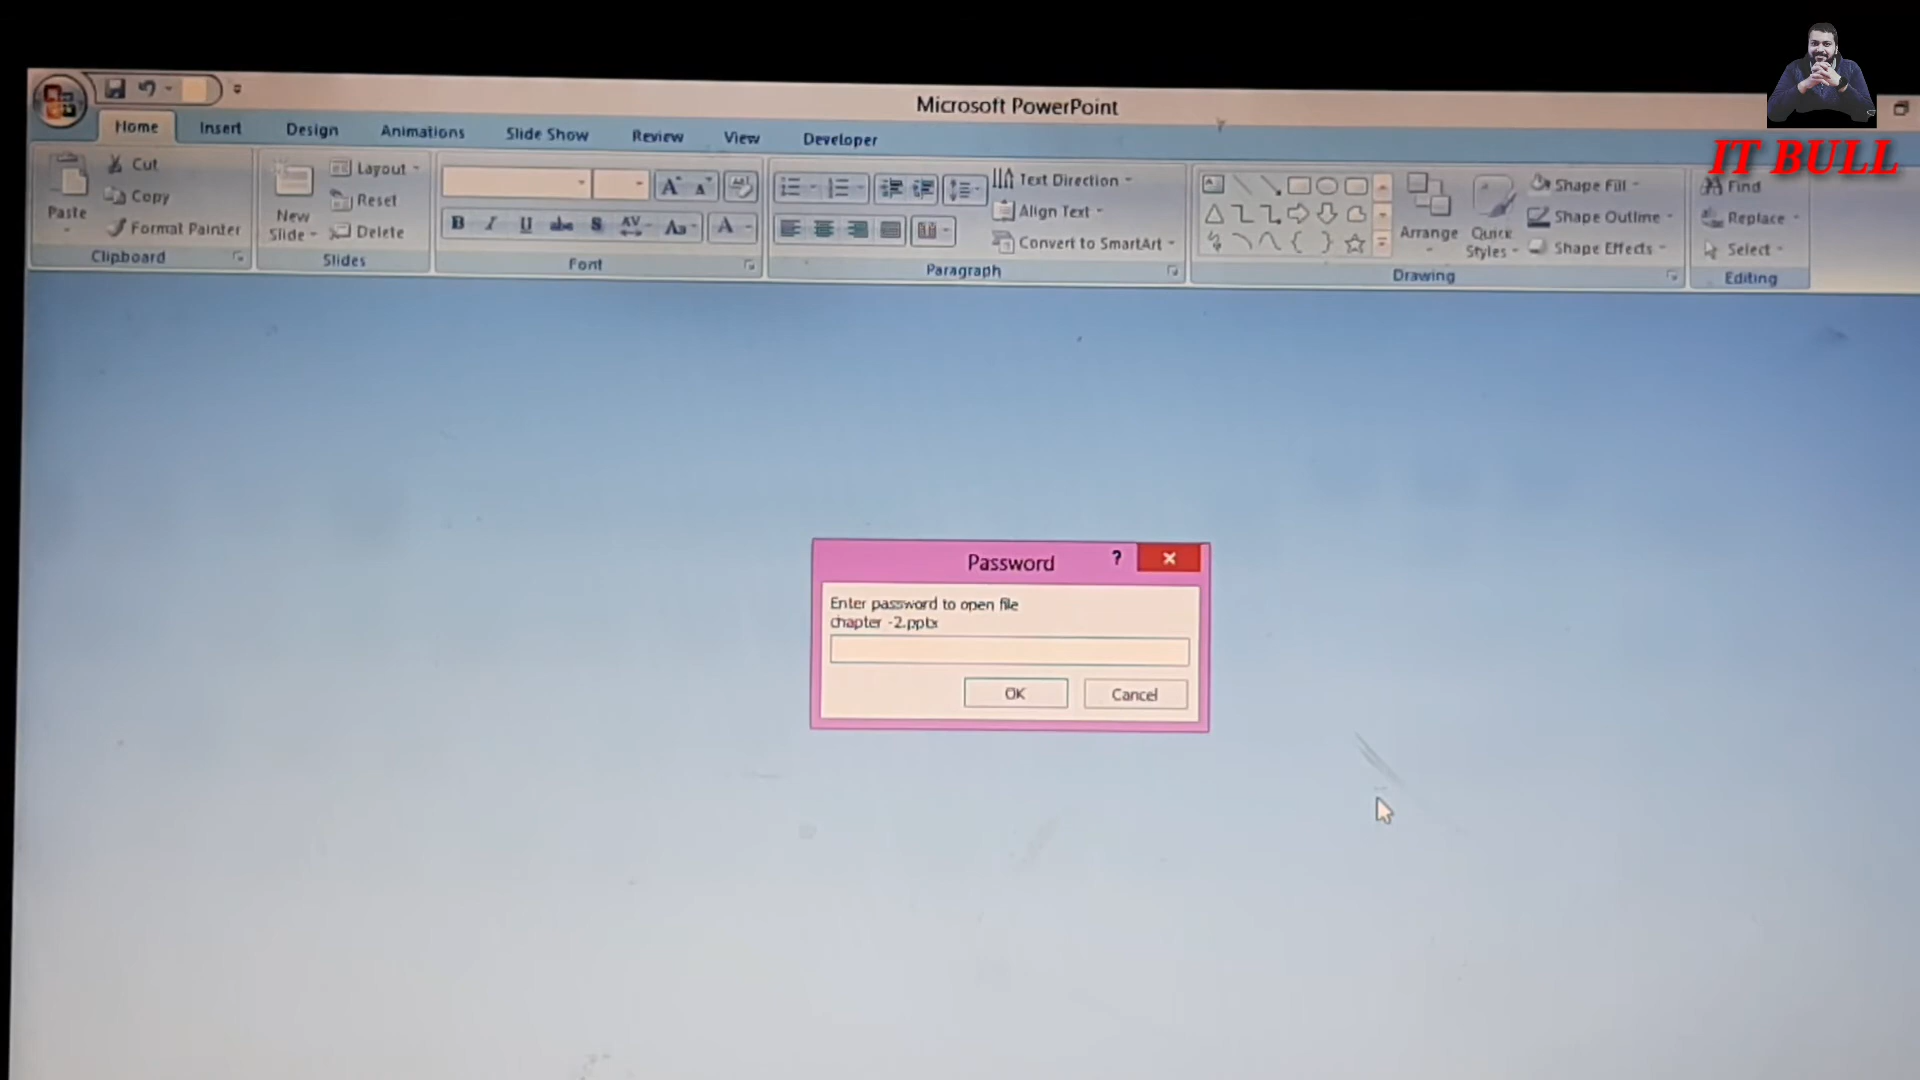 Microsoft PowerPoint
IT BULL
Home
Insert
Design
Animations
Slide Show
Review
View
Developer
Paste
Cut
Copy
Format Painter
Clipboard
New
Slide
Layout
Reset
Delete
Slides
B I U abc S AV Aa A
Font
Text Direction
Align Text
Convert to SmartArt
Paragraph
Arrange
Quick
Styles
Shape Fill
Shape Outline
Shape Effects
Drawing
Find
Replace
Select
Editing
Password
?
Enter password to open file
chapter -2.pptx
OK
Cancel